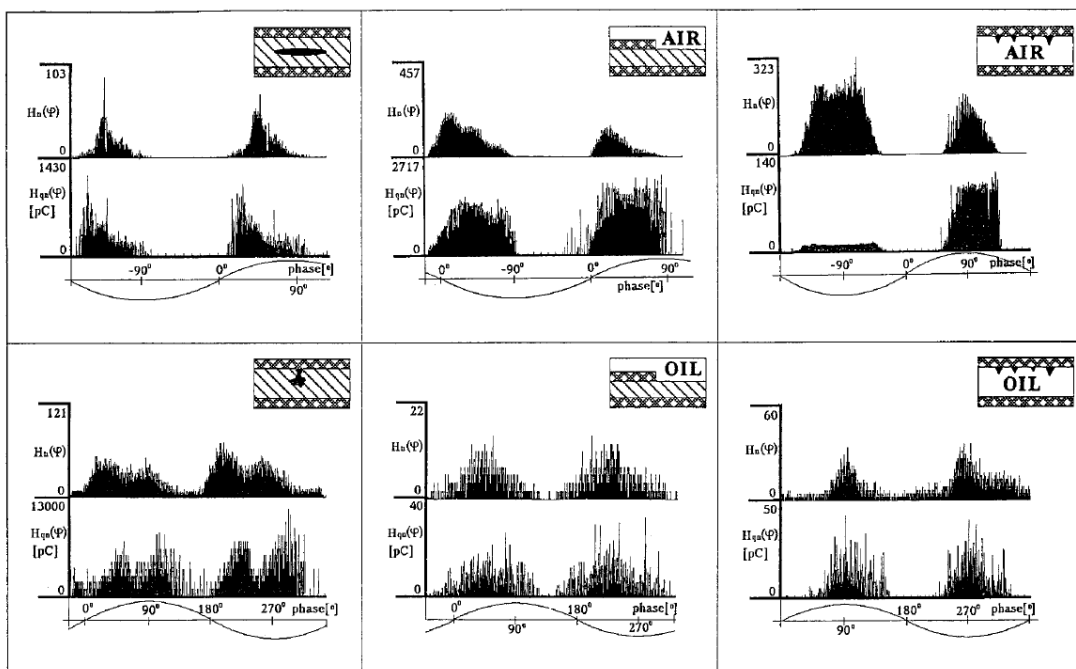 103
Hn(φ)
0
1430
Hqn(φ)
[pC]
0
-90° 0° phase[°]
90°
AIR
457
Hn(φ)
0
2717
Hqn(φ)
[pC]
0
0° -90° 0° 90°
phase[°]
AIR
323
Hn(φ)
0
140
Hqn(φ)
[pC]
0
-90° 0° 90° phase[°]
121
Hn(φ)
0
13000
Hqn(φ)
[pC]
0
0° 90° 180° 270° phase[°]
OIL
22
Hn(φ)
0
40
Hqn(φ)
[pC]
0
0° 180° phase[°]
90° 270°
OIL
60
Hn(φ)
0
50
Hqn(φ)
[pC]
0
180° phase[°]
90° 270°